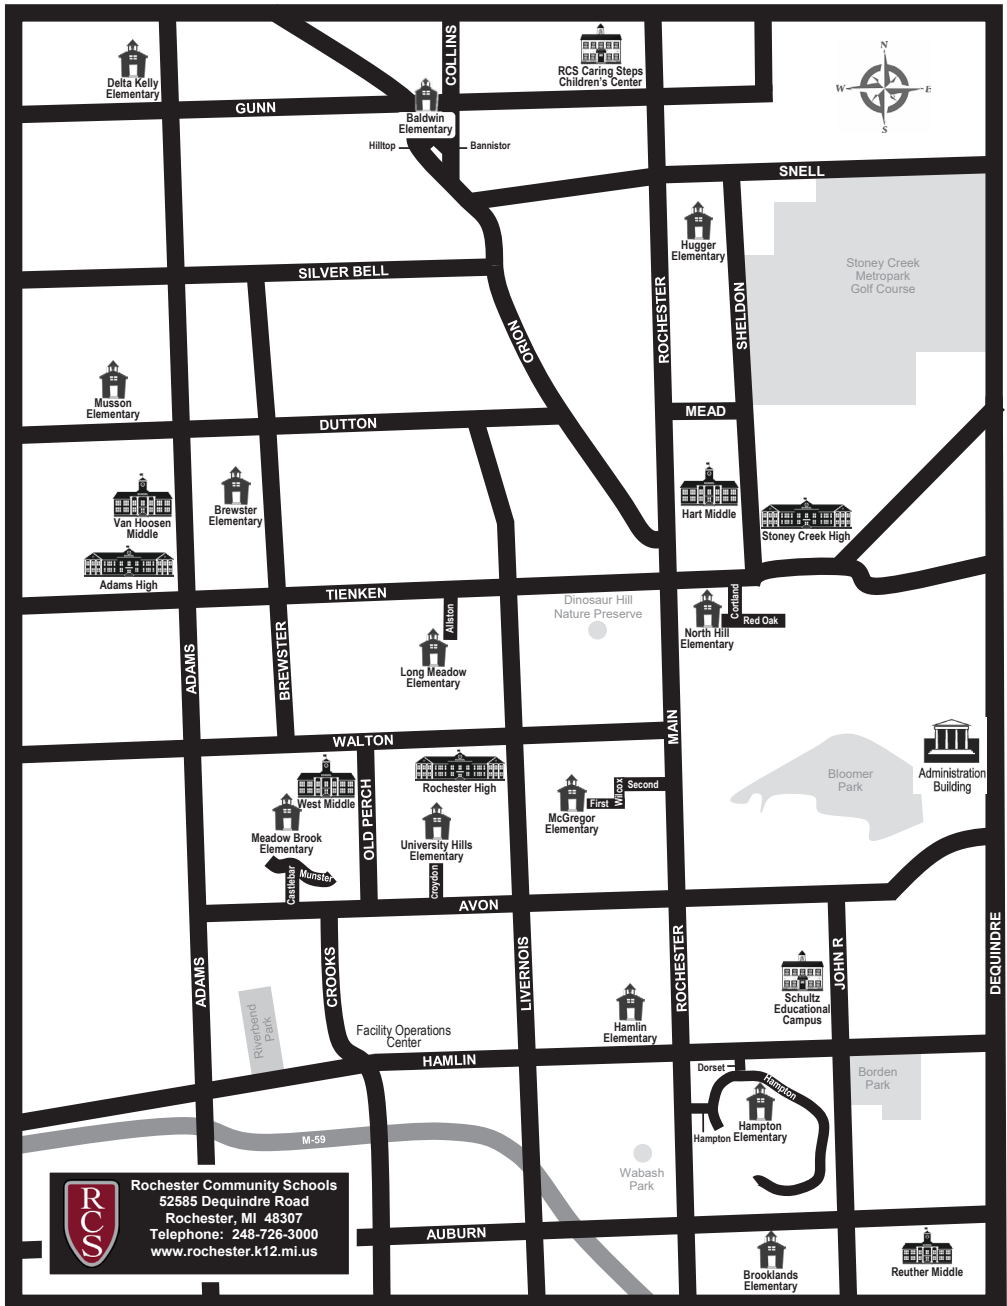 COLLINS
RCS Caring Steps
Children's Center
N
W
E
S
Delta Kelly
Elementary
GUNN
Baldwin
Elementary
Hilltop
Bannistor
SNELL
Hugger
Elementary
Stoney Creek
Metropark
Golf Course
SILVER BELL
ROCHESTER
SHELDON
ORION
Musson
Elementary
MEAD
DUTTON
Van Hoosen
Middle
Brewster
Elementary
Hart Middle
Stoney Creek High
Adams High
TIENKEN
Dinosaur Hill
Nature Preserve
Cortland
Red Oak
Allston
North Hill
Elementary
ADAMS
BREWSTER
Long Meadow
Elementary
MAIN
WALTON
West Middle
OLD PERCH
Rochester High
Wilcox
Second
First
McGregor
Elementary
Bloomer
Park
Administration
Building
Meadow Brook
Elementary
University Hills
Elementary
Castlebar
Munster
Croydon
AVON
ADAMS
CROOKS
LIVERNOIS
ROCHESTER
JOHN R
DEQUINDRE
Schultz
Educational
Campus
Riverbend
Park
Facility Operations
Center
Hamlin
Elementary
HAMLIN
Dorset
Hampton
Borden
Park
Hampton
Hampton
Elementary
M-59
Wabash
Park
RCS
Rochester Community Schools
52585 Dequindre Road
Rochester, MI 48307
Telephone: 248-726-3000
www.rochester.k12.mi.us
AUBURN
Brooklands
Elementary
Reuther Middle